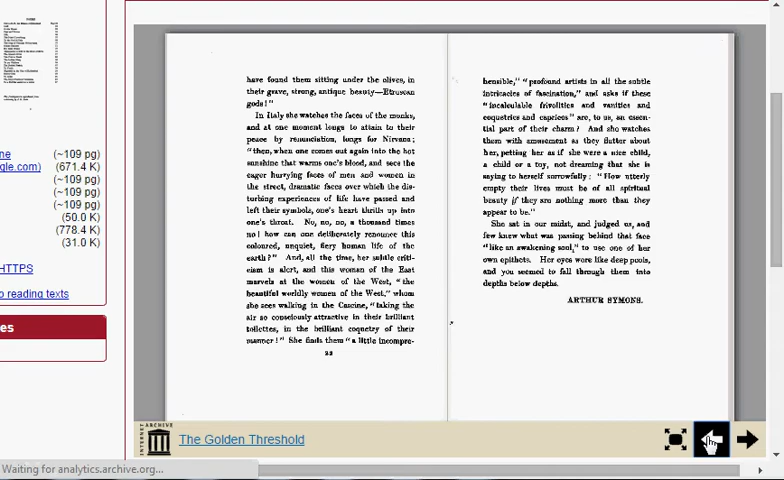 have found them sitting under the olives, in
their grave, strong, antique beauty—Etruscan
gods!"
In Italy she watches the faces of the monks,
and at one moment longs to attain to their
peace by renunciation, longs for Nirvana;
"then, when one comes out again into the hot
sunshine that warms one's blood, and sees the
eager hurrying faces of men and women in
the street, dramatic faces over which the dis-
turbing experiences of life have passed and
left their symbols, one's heart thrills up into
one's throat. No, no, no, a thousand times
no! how can one deliberately renounce this
coloured, unquiet, fiery human life of the
earth?" And, all the time, her subtle criti-
cism is alert, and this woman of the East
marvels at the women of the West, "the
beautiful worldly women of the West," whom
she sees walking in the Cascine, "taking the
air so consciously attractive in their brilliant
toilettes, in the brilliant coquetry of their
manner!" She finds them "a little incompre-
22
hensible," "profound artists in all the subtle
intricacies of fascination," and asks if these
"incalculable frivolities and vanities and
coquetries and caprices" are, to us, an essen-
tial part of their charm? And she watches
them with amusement as they flutter about
her, petting her as if she were a nice child,
a child or a toy, not dreaming that she is
saying to herself sorrowfully: "How utterly
empty their lives must be of all spiritual
beauty if they are nothing more than they
appear to be."
She sat in our midst, and judged us, and
few knew what was passing behind that face
"like an awakening soul," to use one of her
own epithets. Her eyes were like deep pools,
and you seemed to fall through them into
depths below depths.
ARTHUR SYMONS.
ne (~109 pg)
gle.com) (671.4 K)
(~109 pg)
(~109 pg)
(~109 pg)
(50.0 K)
(778.4 K)
(31.0 K)
HTTPS
o reading texts
es
INTERNET ARCHIVE
The Golden Threshold
Waiting for analytics.archive.org...